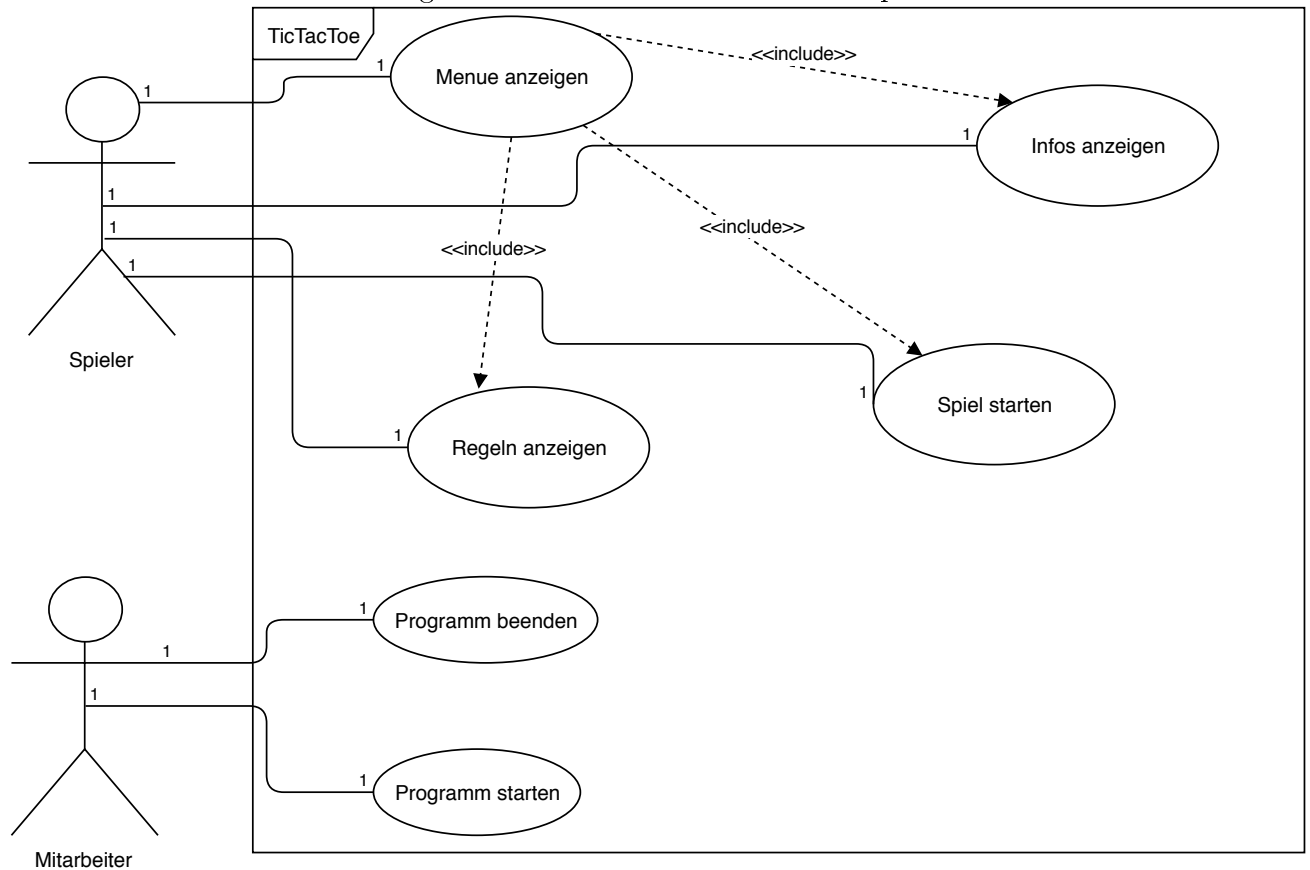 TicTacToe
Menue anzeigen
<<include>>
1
1
1
Infos anzeigen
1
1
<<include>>
<<include>>
1
Spieler
1
Spiel starten
1
Regeln anzeigen
1
Programm beenden
1
1
1
Programm starten
Mitarbeiter